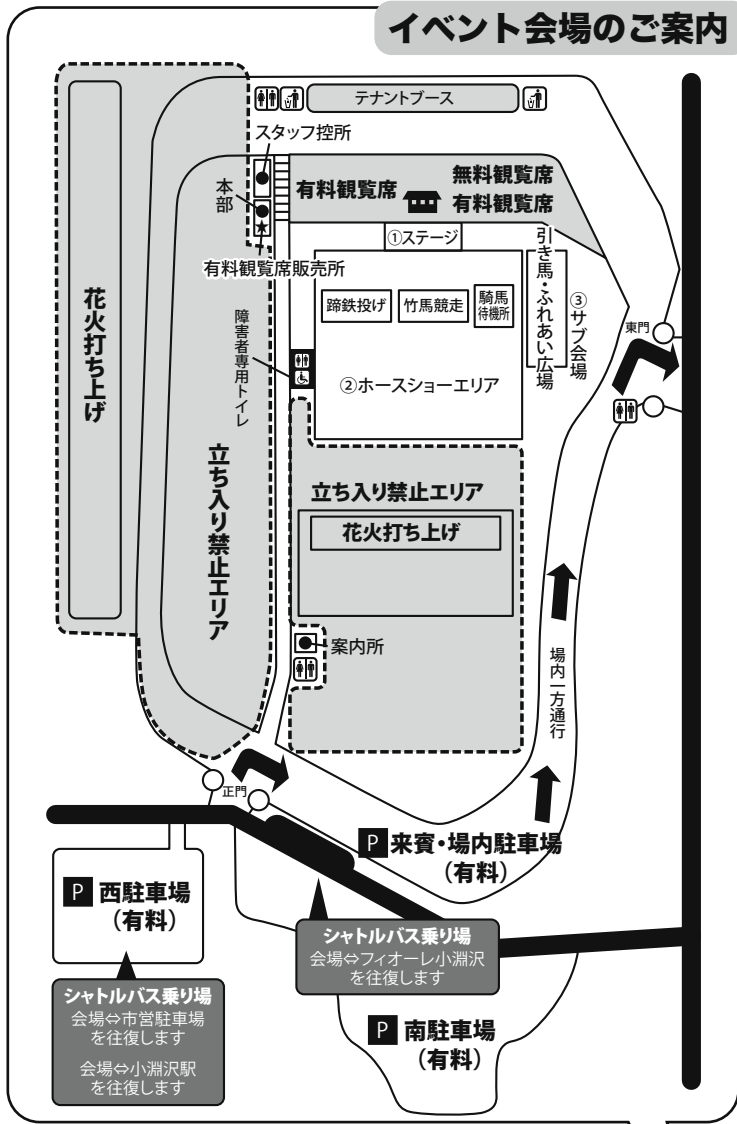 イベント会場のご案内
テナントブース
スタッフ控所
本部
有料観覧席
無料観覧席
有料観覧席
①ステージ
有料観覧席販売所
花火打ち上げ
障害者専用トイレ
蹄鉄投げ
竹馬競走
騎馬
待機所
引き馬・ふれあい広場
③サブ会場
東門
②ホースショーエリア
立ち入り禁止エリア
立ち入り禁止エリア
花火打ち上げ
案内所
場内一方通行
正門
P 来賓・場内駐車場
(有料)
P 西駐車場
(有料)
シャトルバス乗り場
会場⇔フィオーレ小淵沢
を往復します
シャトルバス乗り場
会場⇔市営駐車場
を往復します
会場⇔小淵沢駅
を往復します
P 南駐車場
(有料)